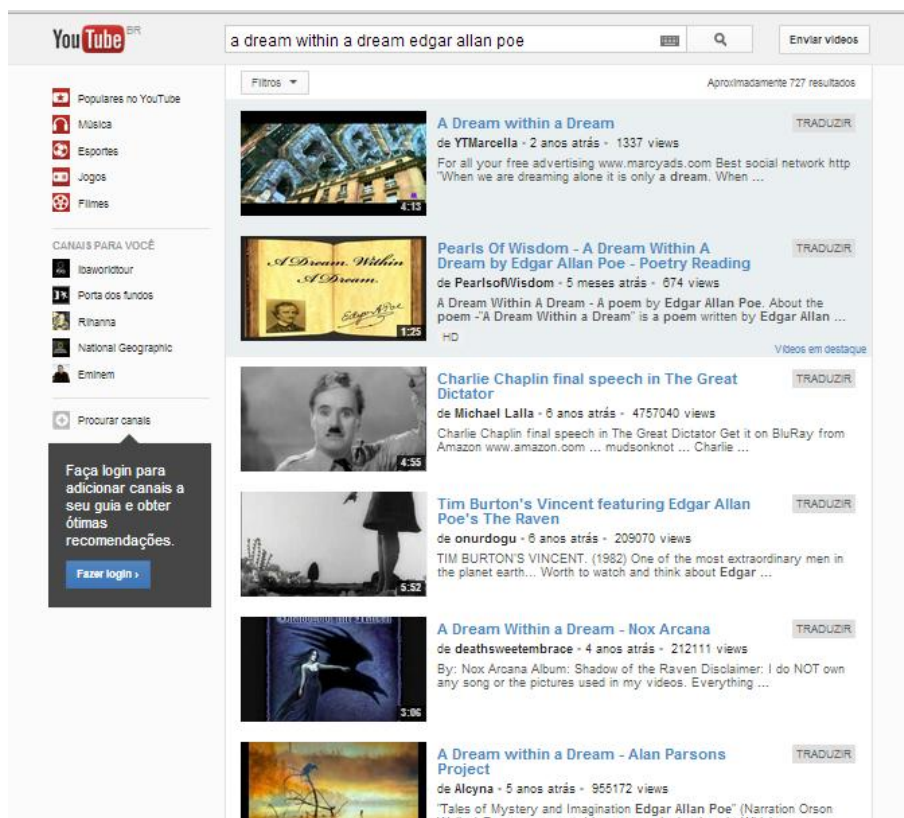 YouTube BR
a dream within a dream edgar allan poe
Enviar vídeos
Populares no YouTube
Música
Esportes
Jogos
Filmes
CANAIS PARA VOCÊ
ibaworldtour
Porta dos fundos
Rihanna
National Geographic
Eminem
Procurar canais
Faça login para
adicionar canais a
seu guia e obter
ótimas
recomendações.
Fazer login ›
Filtros
Aproximadamente 727 resultados
4:13
A Dream within a Dream
TRADUZIR
de YTMarcella - 2 anos atrás - 1337 views
For all your free advertising www.marcyads.com Best social network http
"When we are dreaming alone it is only a dream. When ...
A Dream Within
A Dream.
Edgar A Poe
1:25
Pearls Of Wisdom - A Dream Within A
Dream by Edgar Allan Poe - Poetry Reading
TRADUZIR
de PearlsofWisdom - 5 meses atrás - 674 views
A Dream Within A Dream - A poem by Edgar Allan Poe. About the
poem -"A Dream Within a Dream" is a poem written by Edgar Allan ...
HD
Vídeos em destaque
4:55
Charlie Chaplin final speech in The Great
Dictator
TRADUZIR
de Michael Lalla - 6 anos atrás - 4757040 views
Charlie Chaplin final speech in The Great Dictator Get it on BluRay from
Amazon www.amazon.com ... mudsonknot ... Charlie ...
5:52
Tim Burton's Vincent featuring Edgar Allan
Poe's The Raven
TRADUZIR
de onurdogu - 6 anos atrás - 209070 views
TIM BURTON'S VINCENT. (1982) One of the most extraordinary men in
the planet earth... Worth to watch and think about Edgar ...
3:06
A Dream Within a Dream - Nox Arcana
TRADUZIR
de deathsweetembrace - 4 anos atrás - 212111 views
By: Nox Arcana Album: Shadow of the Raven Disclaimer: I do NOT own
any song or the pictures used in my videos. Everything ...
A Dream within a Dream - Alan Parsons
Project
TRADUZIR
de Alcyna - 5 anos atrás - 955172 views
"Tales of Mystery and Imagination Edgar Allan Poe" (Narration Orson